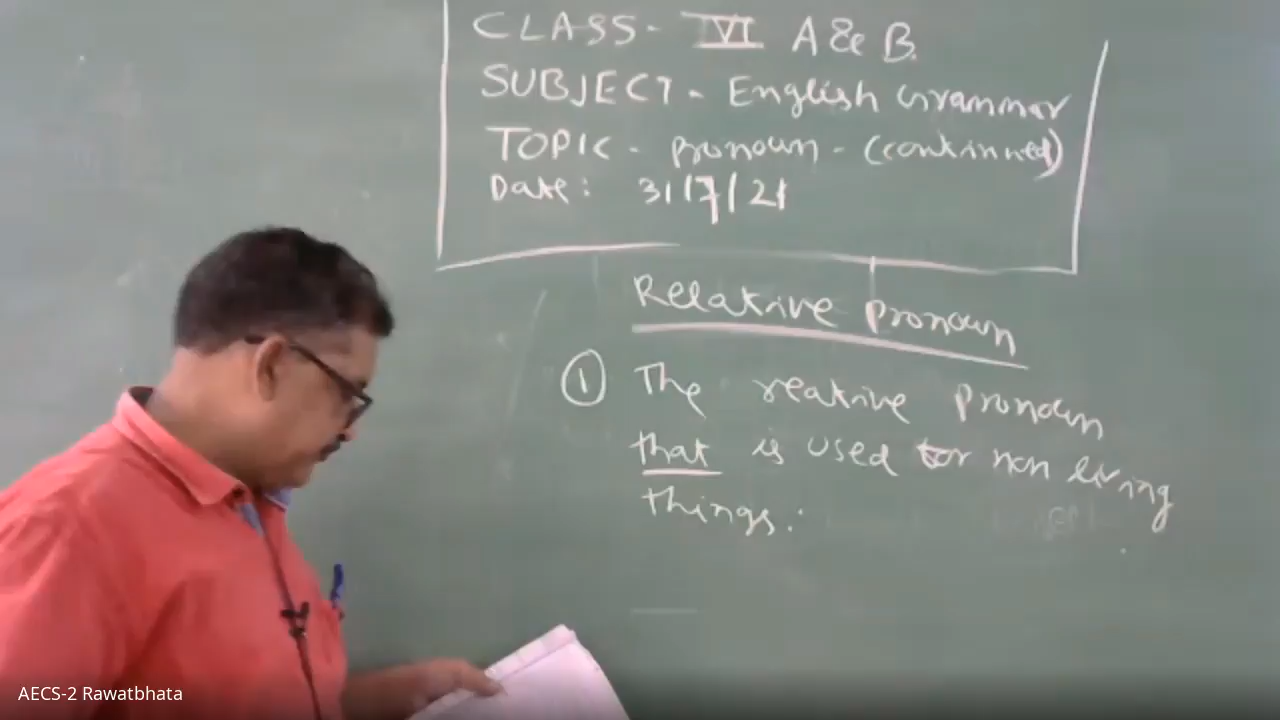 CLASS - VI A & B.
SUBJECT - English Grammar
TOPIC - Pronoun - (continued)
Date: 31/7/21
Relative Pronoun
① The reative Pronoun
that is used for non living
things.
AECS-2 Rawatbhata